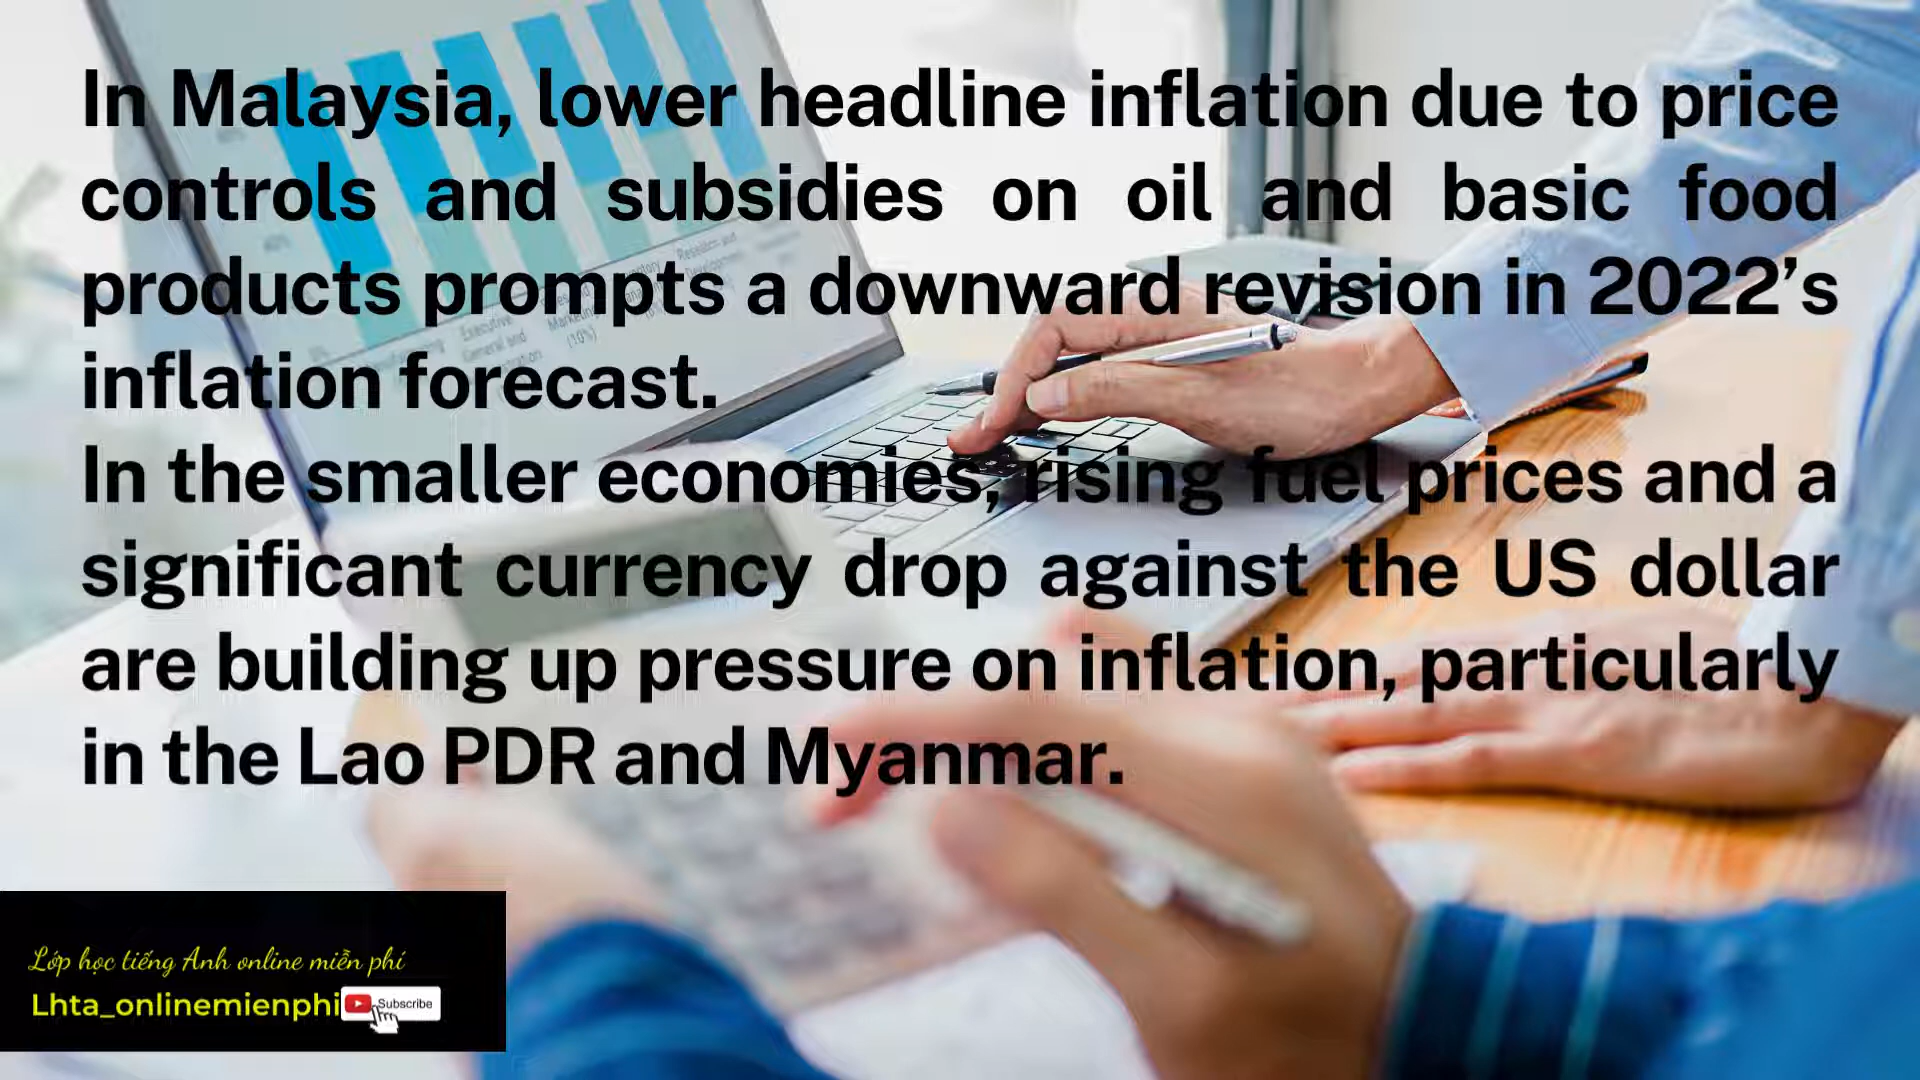 In Malaysia, lower headline inflation due to price
controls and subsidies on oil and basic food
products prompts a downward revision in 2022’s
inflation forecast.
In the smaller economies, rising fuel prices and a
significant currency drop against the US dollar
are building up pressure on inflation, particularly
in the Lao PDR and Myanmar.
Lớp học tiếng Anh online miễn phí
Lhta_onlinemienphi
Subscribe